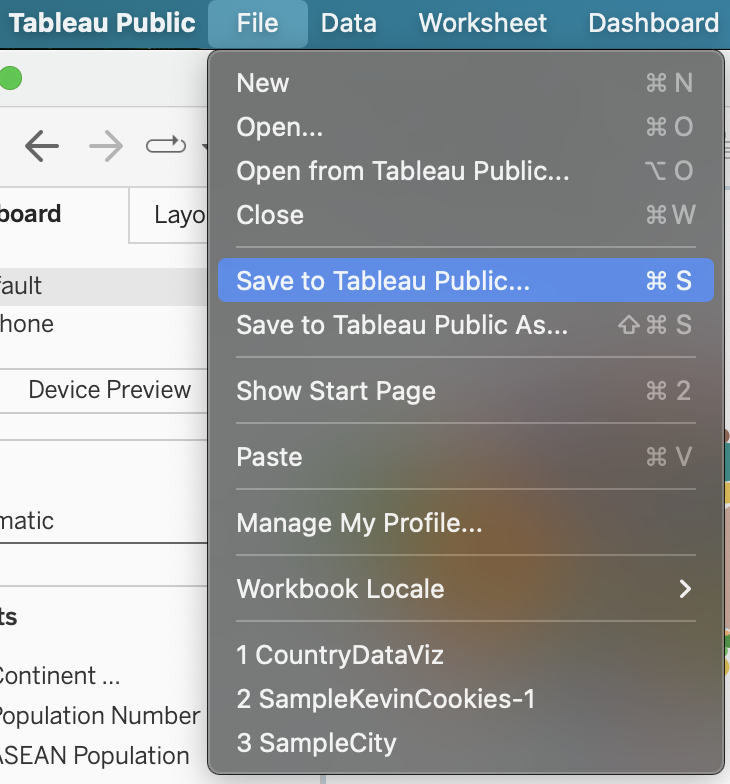 Tableau Public File Data Worksheet Dashboard
New ⌘ N
Open... ⌘ O
Open from Tableau Public... ⌥ O
Close ⌘ W
Save to Tableau Public... ⌘ S
Save to Tableau Public As... ⇧ ⌘ S
Show Start Page ⌘ 2
Paste ⌘ V
Manage My Profile...
Workbook Locale
1 CountryDataViz
2 SampleKevinCookies-1
3 SampleCity
board Layo
fault
hone
Device Preview
matic
ts
Continent ...
Population Number
ASEAN Population